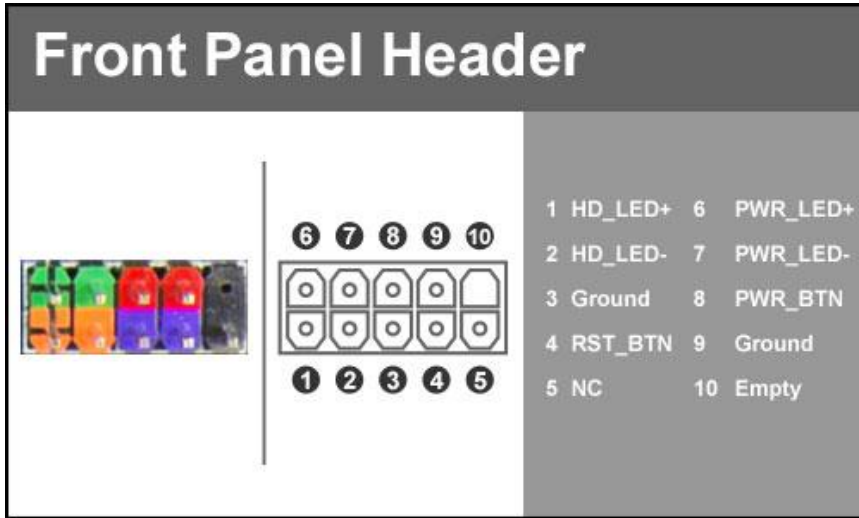 Front Panel Header
6 7 8 9 10
1 2 3 4 5
1 HD_LED+ 6 PWR_LED+
2 HD_LED- 7 PWR_LED-
3 Ground 8 PWR_BTN
4 RST_BTN 9 Ground
5 NC 10 Empty